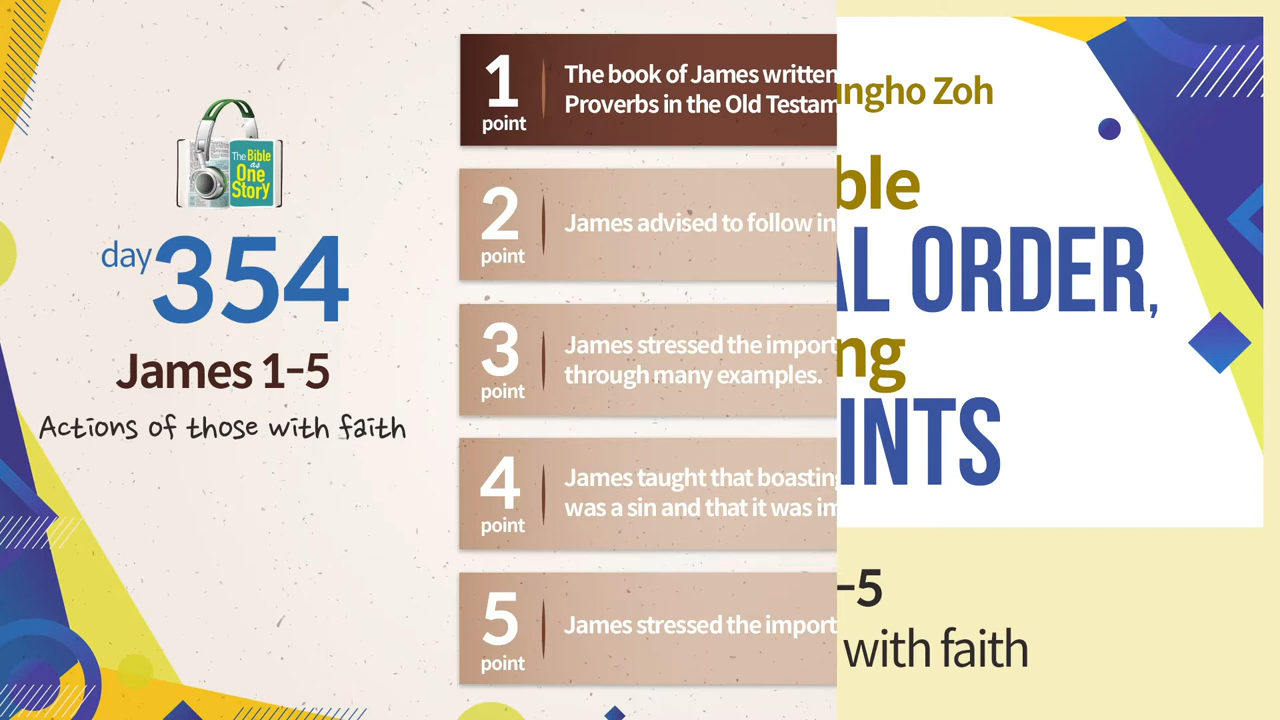 The Bible
as
One
Story
day 354
James 1-5
Actions of those with faith
1
point
The book of James written
Proverbs in the Old Testam
2
point
James advised to follow in
3
point
James stressed the import
through many examples.
4
point
James taught that boasting
was a sin and that it was im
5
point
James stressed the import
ungho Zoh
ble
AL ORDER,
ng
INTS
-5
with faith